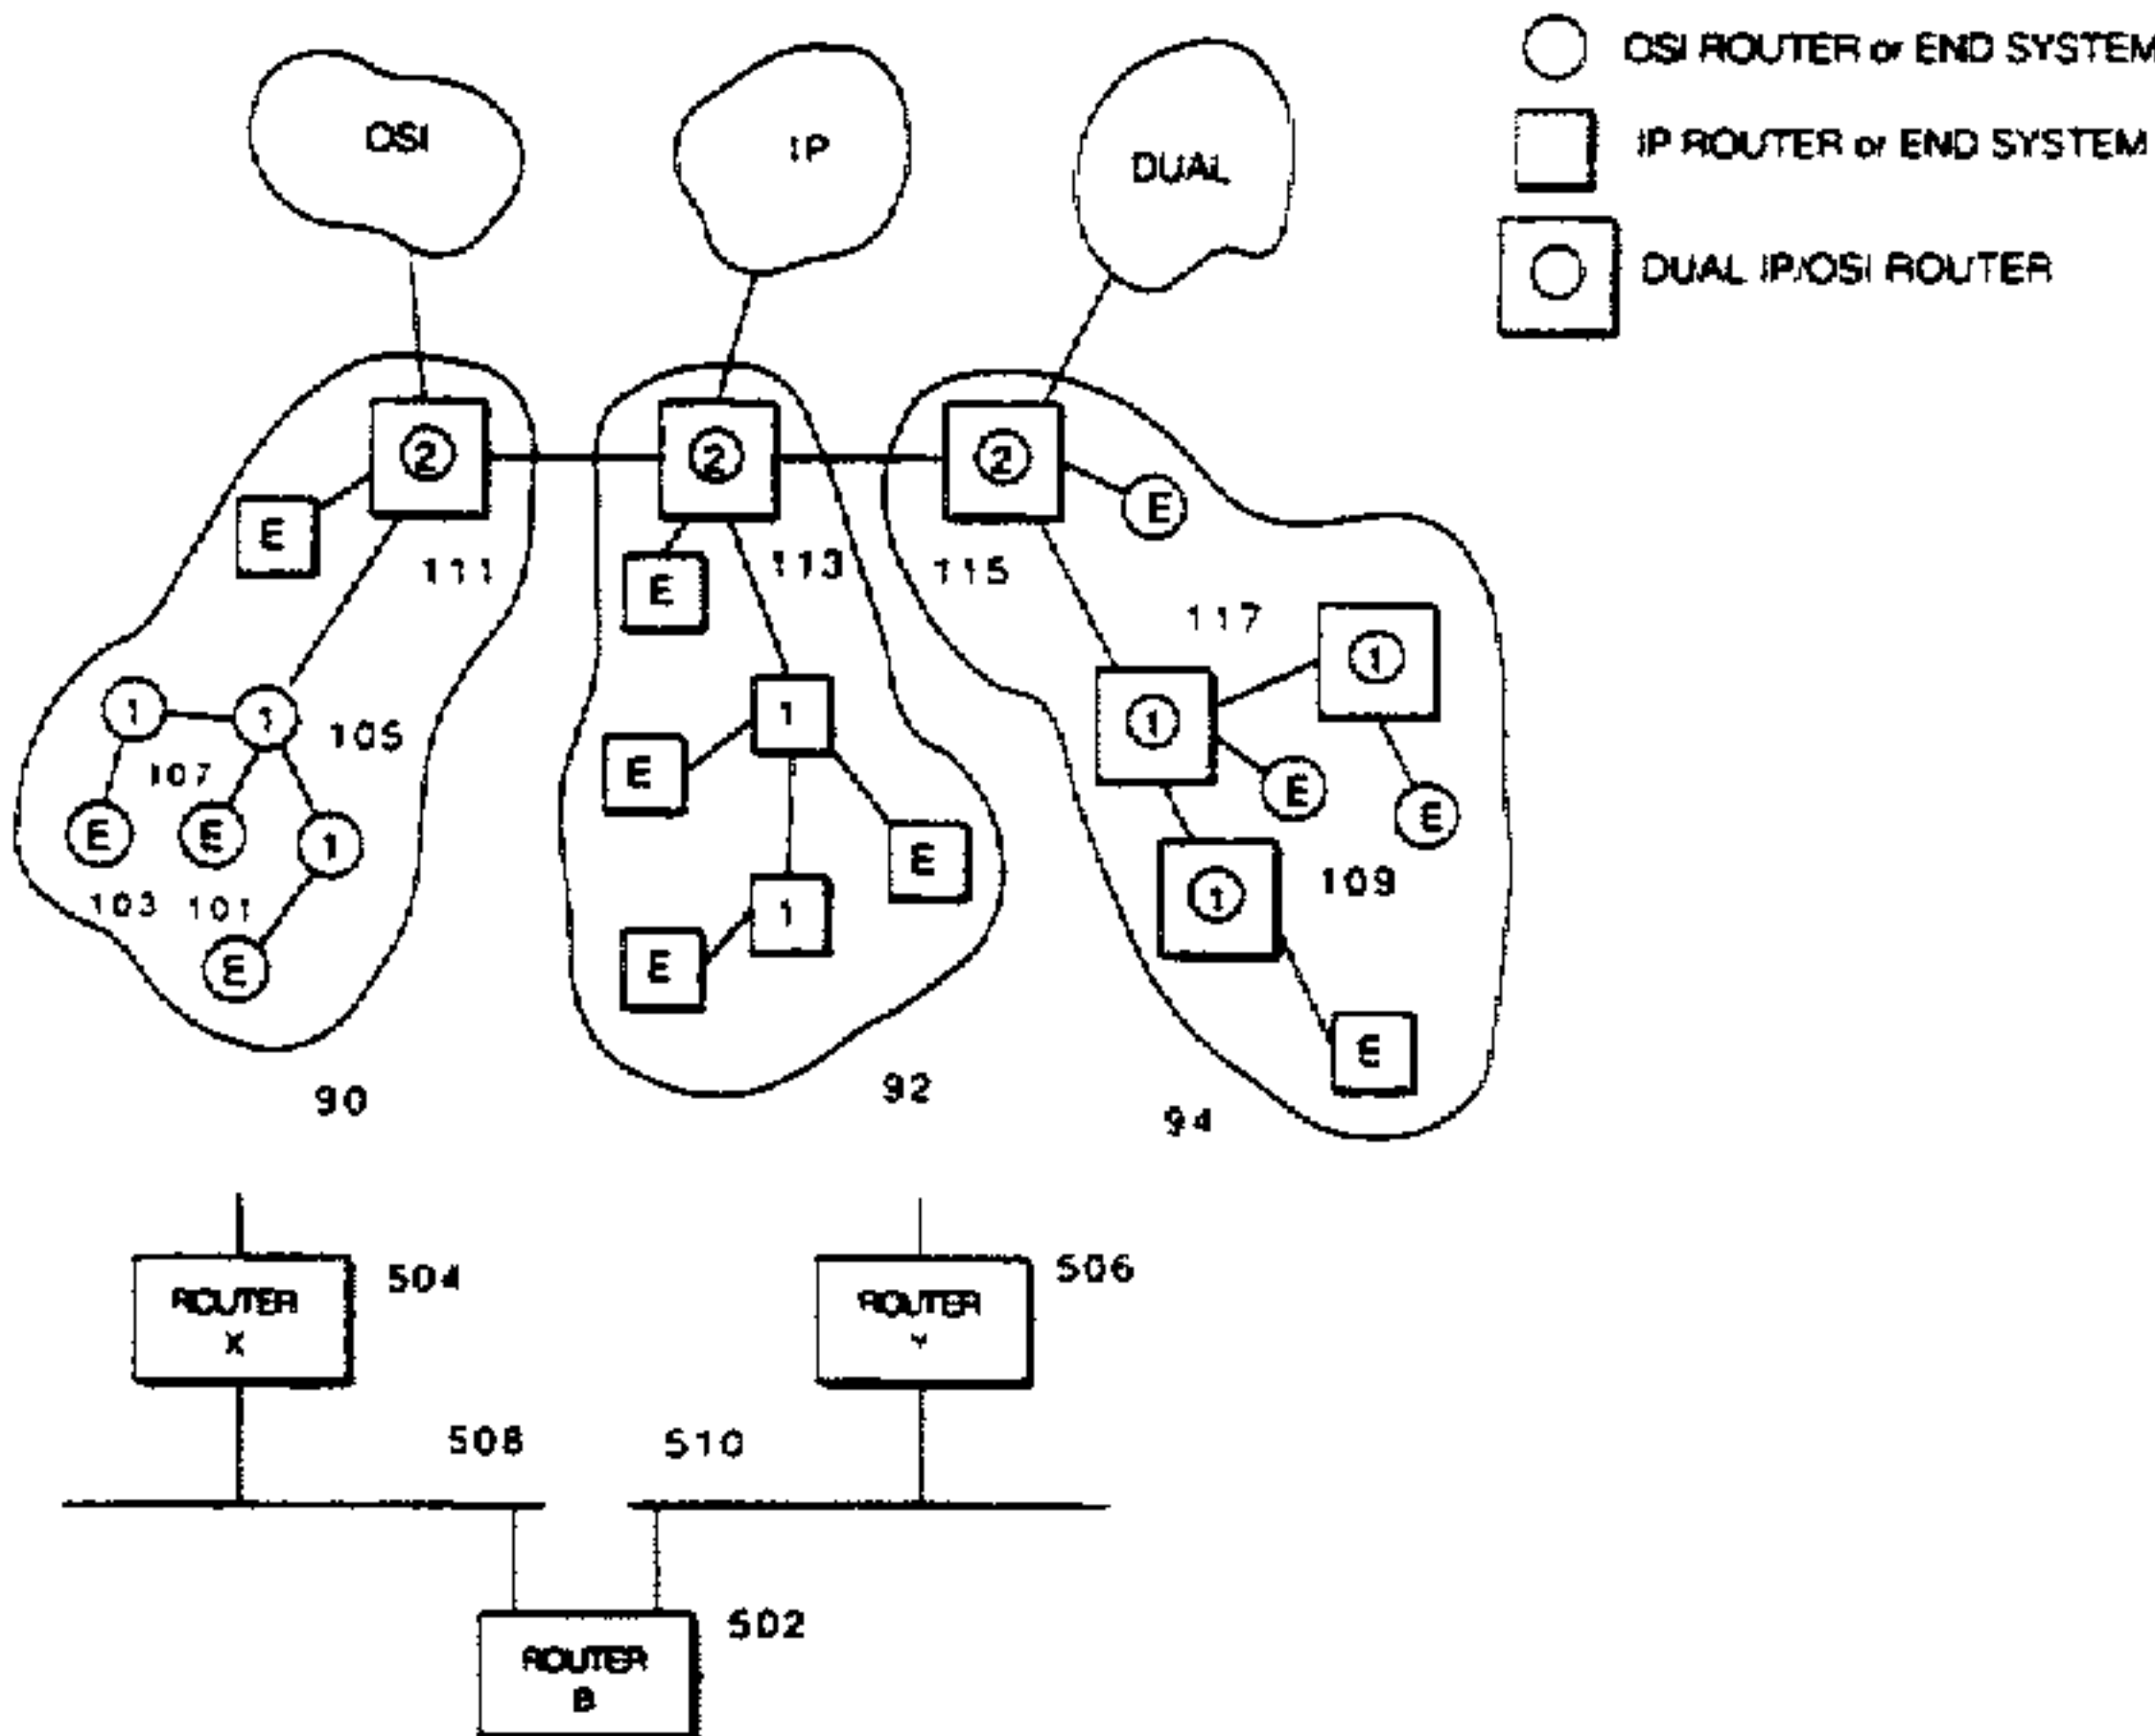 OSI ROUTER or END SYSTEM
IP ROUTER or END SYSTEM
DUAL IP/OSI ROUTER
OSI
IP
DUAL
2
2
2
E
E
E
111
113
115
117
1
1
105
1
1
1
107
E
E
E
E
1
E
E
E
109
103
101
1
1
E
E
E
90
92
94
504
506
ROUTER
X
ROUTER
Y
508
510
502
ROUTER
B